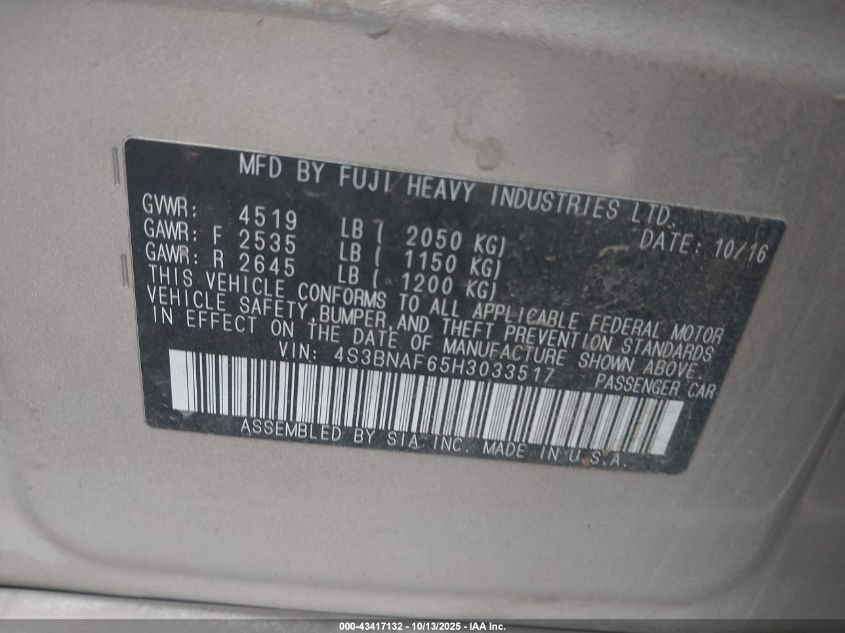 MFD BY FUJI HEAVY INDUSTRIES LTD.
DATE: 10/16
GVWR: 4519 LB ( 2050 KG)
GAWR: F 2535 LB ( 1150 KG)
GAWR: R 2645 LB ( 1200 KG)
THIS VEHICLE CONFORMS TO ALL APPLICABLE FEDERAL MOTOR
VEHICLE SAFETY, BUMPER, AND THEFT PREVENTION STANDARDS
IN EFFECT ON THE DATE OF MANUFACTURE SHOWN ABOVE.
VIN: 4S3BNAF65H3033517 PASSENGER CAR
ASSEMBLED BY SIA INC. MADE IN U.S.A.
000-43417132 - 10/13/2025 - IAA Inc.